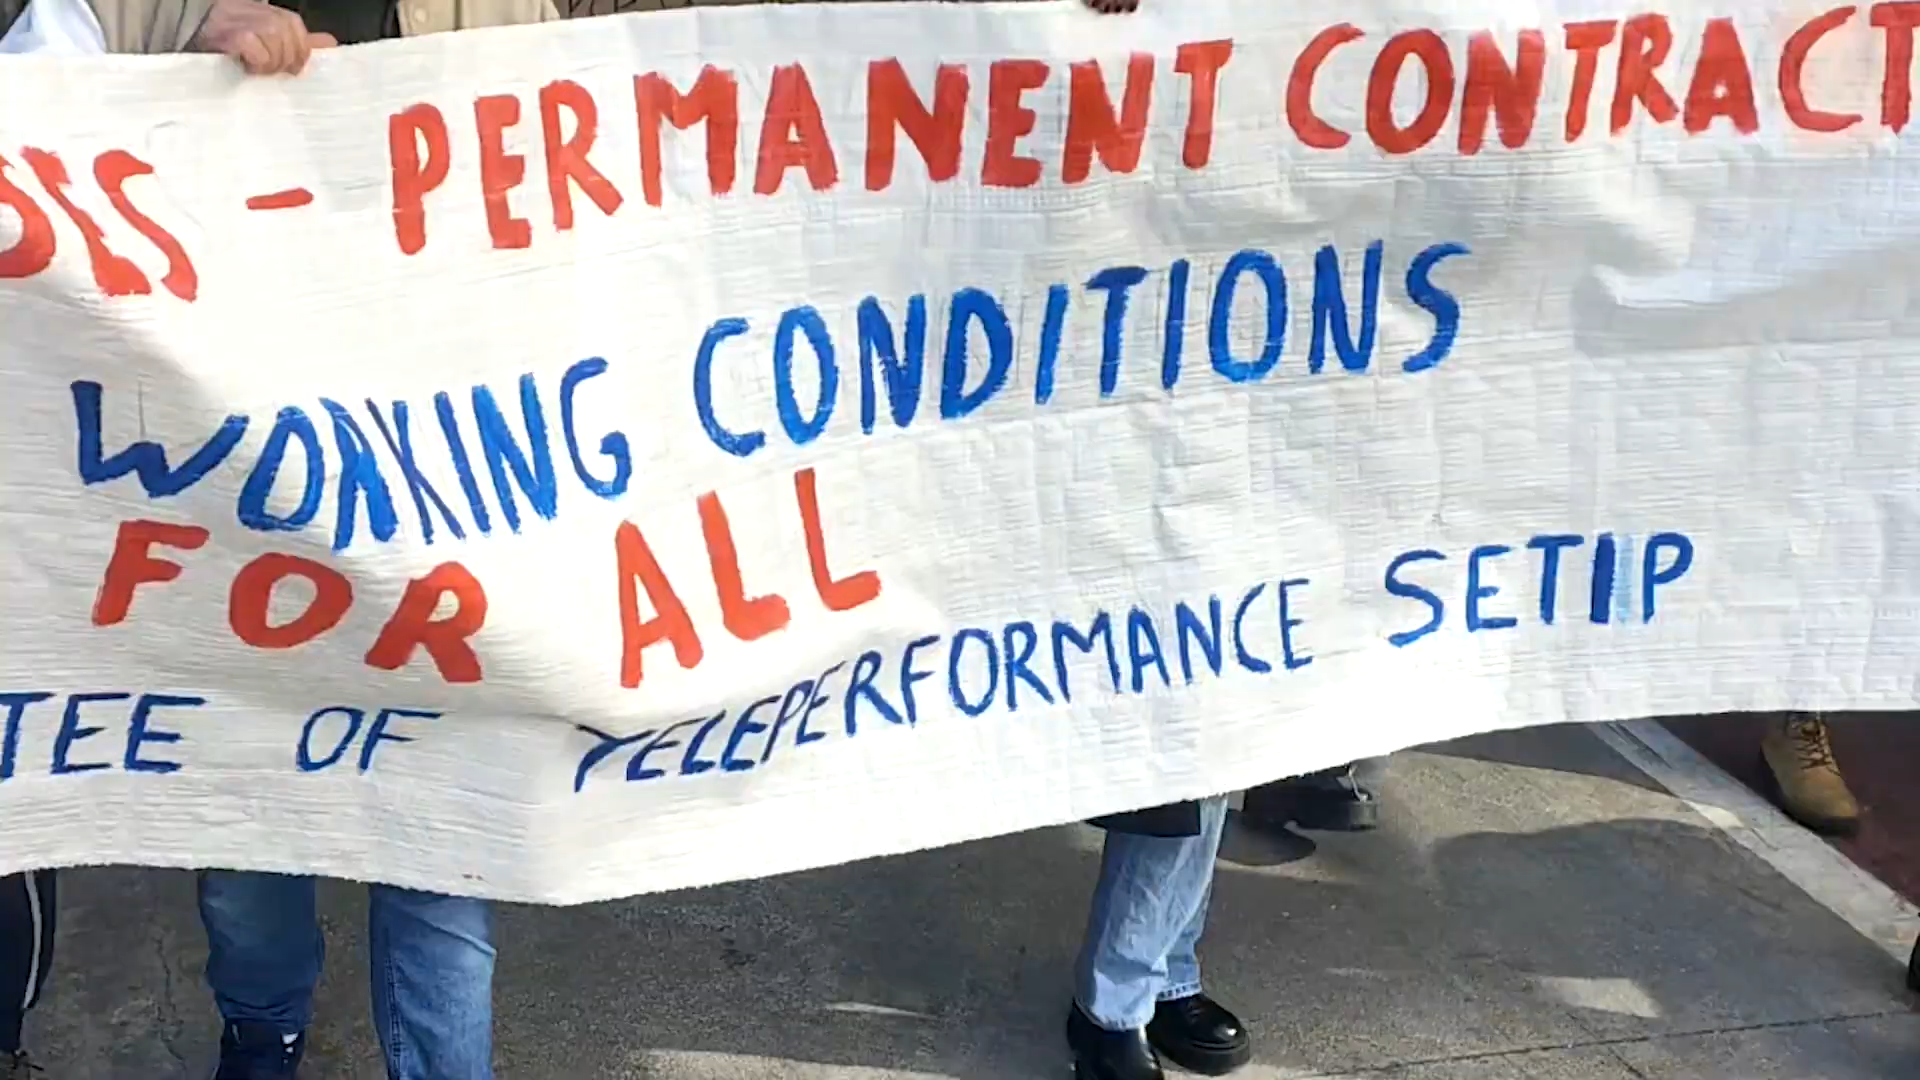 - PERMANENT CONTRACT
WORKING CONDITIONS
FOR ALL
TEE OF TELEPERFORMANCE SETIP